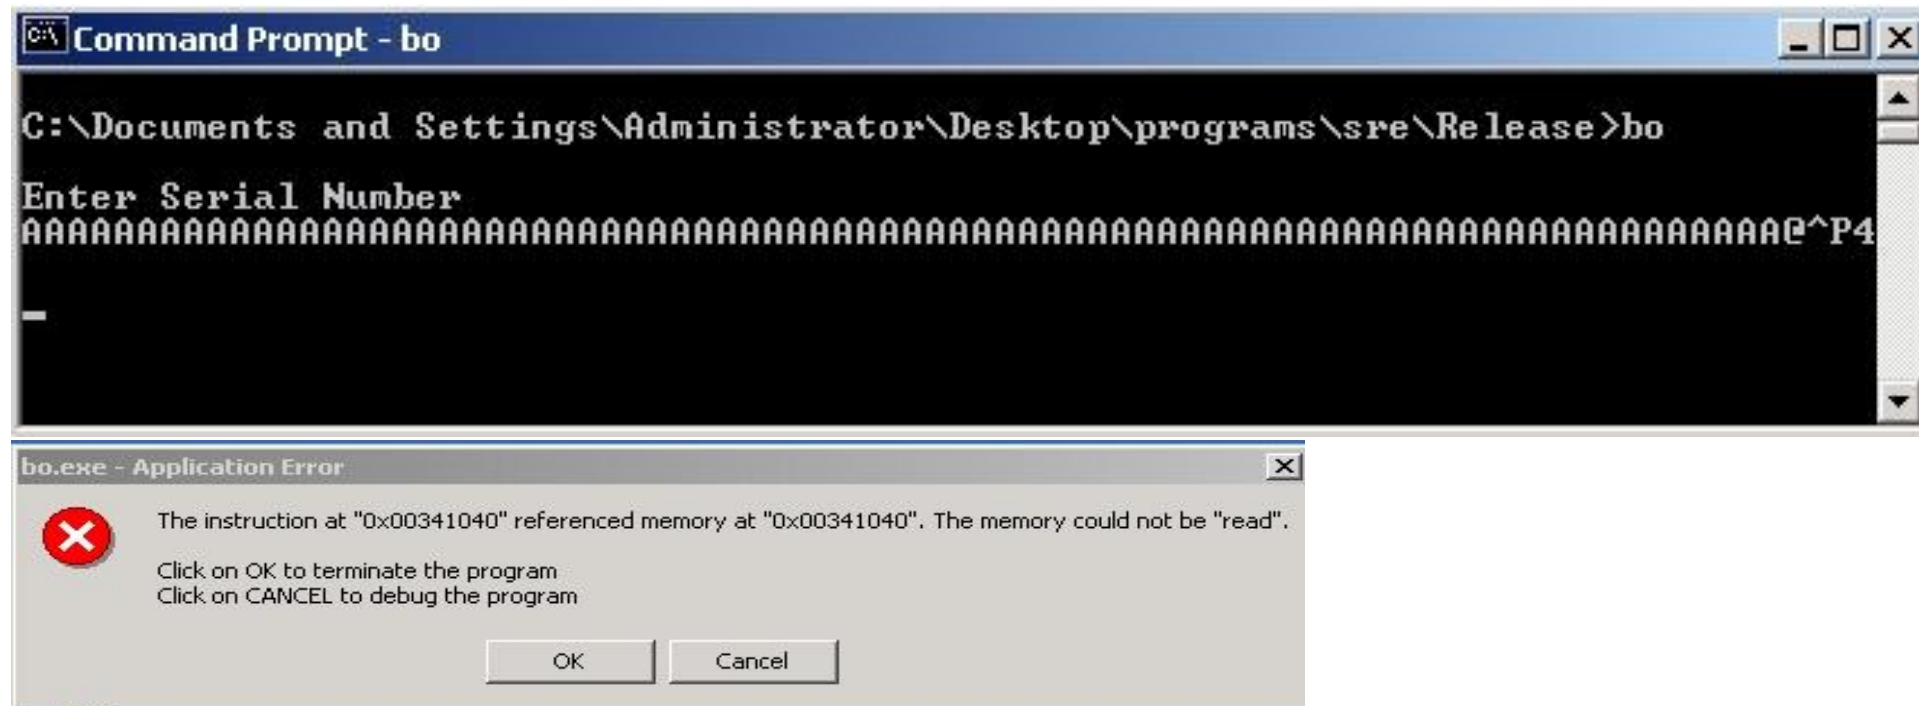 Command Prompt - bo
C:\Documents and Settings\Administrator\Desktop\programs\sre\Release>bo
Enter Serial Number
AAAAAAAAAAAAAAAAAAAAAAAAAAAAAAAAAAAAAAAAAAAAAAAAAAAAAAAAAAAAAAAAAAAAAAAAAAAA@^P4
bo.exe - Application Error
The instruction at "0x00341040" referenced memory at "0x00341040". The memory could not be "read".
Click on OK to terminate the program
Click on CANCEL to debug the program
OK Cancel